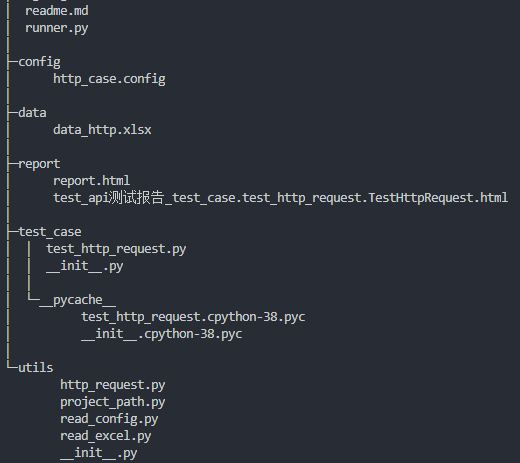 readme.md
runner.py
config
http_case.config
data
data_http.xlsx
report
report.html
test_api测试报告_test_case.test_http_request.TestHttpRequest.html
test_case
test_http_request.py
__init__.py
__pycache__
test_http_request.cpython-38.pyc
__init__.cpython-38.pyc
utils
http_request.py
project_path.py
read_config.py
read_excel.py
__init__.py